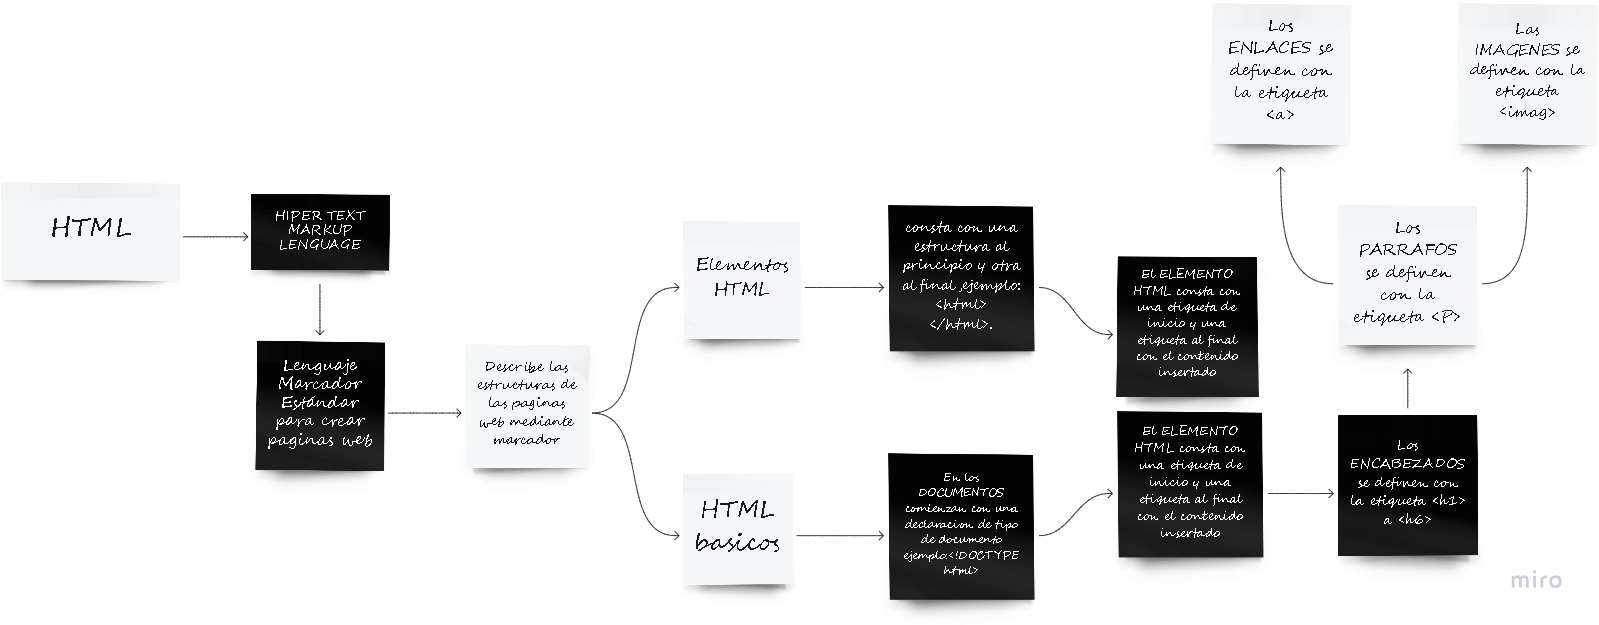 HTML
HIPER TEXT
MARKUP
LENGUAGE
Lenguaje
Marcador
Estándar
para crear
paginas web
Describe las
estructuras de
las paginas
web mediante
marcador
Elementos
HTML
consta con una
estructura al
principio y otra
al final ,ejemplo:
<html>
</html>.
El ELEMENTO
HTML consta con
una etiqueta de
inicio y una
etiqueta al final
con el contenido
insertado
HTML
basicos
En los
DOCUMENTOS
comienzan con una
declaracion de tipo
de documento
ejemplo:<!DOCTYPE
html>
El ELEMENTO
HTML consta con
una etiqueta de
inicio y una
etiqueta al final
con el contenido
insertado
Los
ENCABEZADOS
se definen con
la etiqueta <h1>
a <h6>
Los
PARRAFOS
se definen
con la
etiqueta <P>
Los
ENLACES se
definen con
la etiqueta
<a>
Las
IMAGENES se
definen con la
etiqueta
<imag>
miro